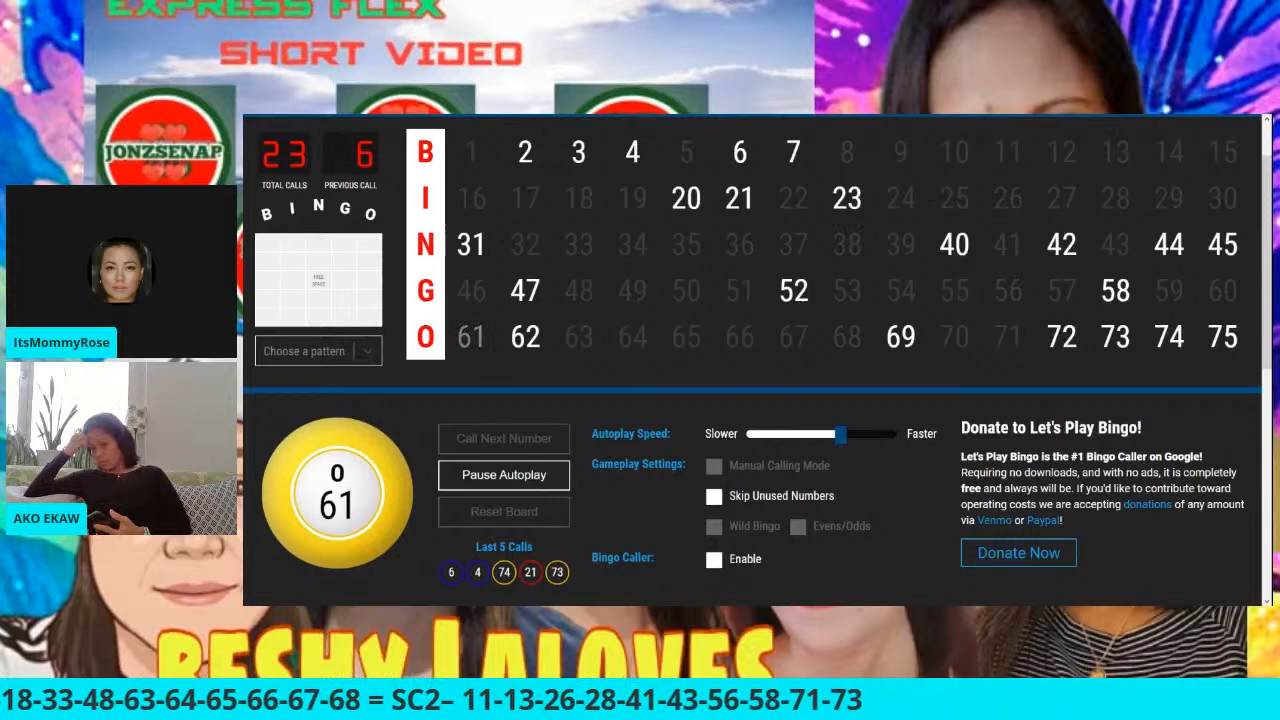 EXPRESS FLEX
SHORT VIDEO
JONZSENAP
23 6
TOTAL CALLS PREVIOUS CALL
B I N G O
FREE
SPACE
Choose a pattern
B 1 2 3 4 5 6 7 8 9 10 11 12 13 14 15
I 16 17 18 19 20 21 22 23 24 25 26 27 28 29 30
N 31 32 33 34 35 36 37 38 39 40 41 42 43 44 45
G 46 47 48 49 50 51 52 53 54 55 56 57 58 59 60
O 61 62 63 64 65 66 67 68 69 70 71 72 73 74 75
ItsMommyRose
AKO EKAW
O
61
Call Next Number
Pause Autoplay
Reset Board
Last 5 Calls
6 4 74 21 73
Autoplay Speed: Slower Faster
Gameplay Settings: Manual Calling Mode
Skip Unused Numbers
Wild Bingo Evens/Odds
Bingo Caller: Enable
Donate to Let's Play Bingo!
Let's Play Bingo is the #1 Bingo Caller on Google!
Requiring no downloads, and with no ads, it is completely
free and always will be. If you'd like to contribute toward
operating costs we are accepting donations of any amount
via Venmo or Paypal!
Donate Now
BESHY LALOVES
18-33-48-63-64-65-66-67-68 = SC2– 11-13-26-28-41-43-56-58-71-73